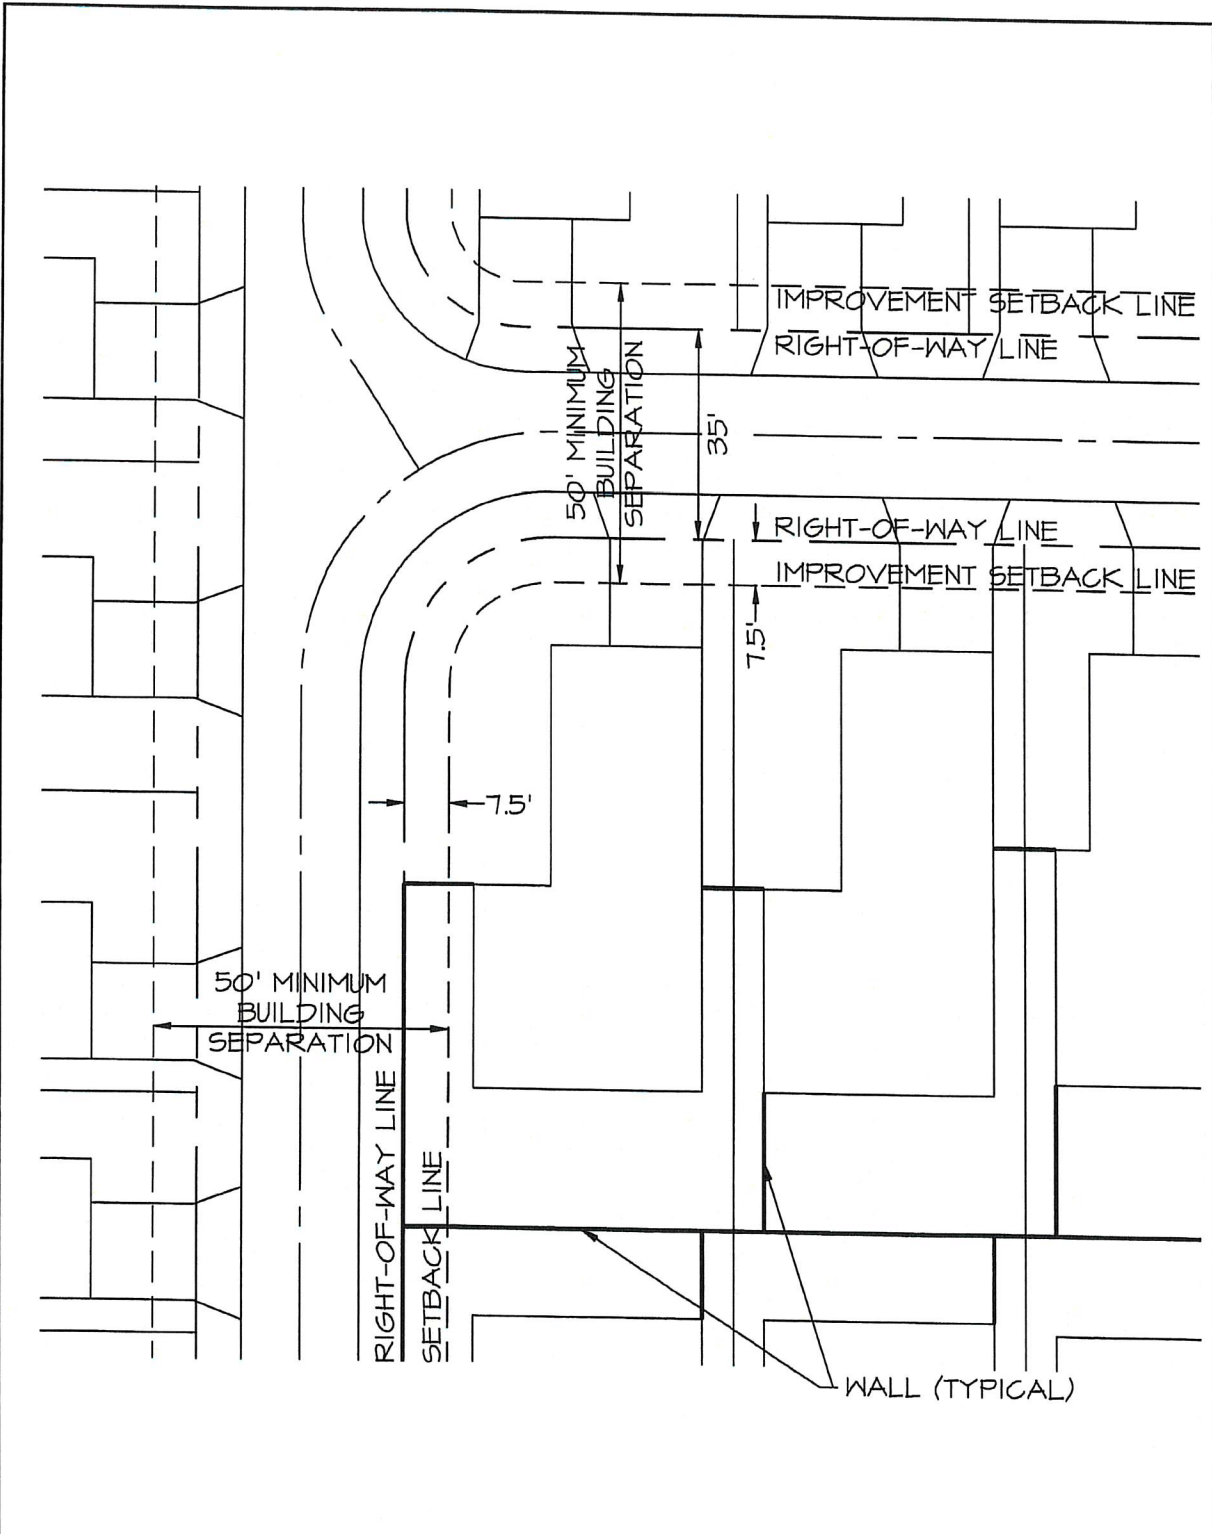 IMPROVEMENT SETBACK LINE
RIGHT-OF-WAY LINE
50' MINIMUM
BUILDING
SEPARATION
35'
RIGHT-OF-WAY LINE
IMPROVEMENT SETBACK LINE
7.5'
7.5'
50' MINIMUM
BUILDING
SEPARATION
RIGHT-OF-WAY LINE
SETBACK LINE
WALL (TYPICAL)